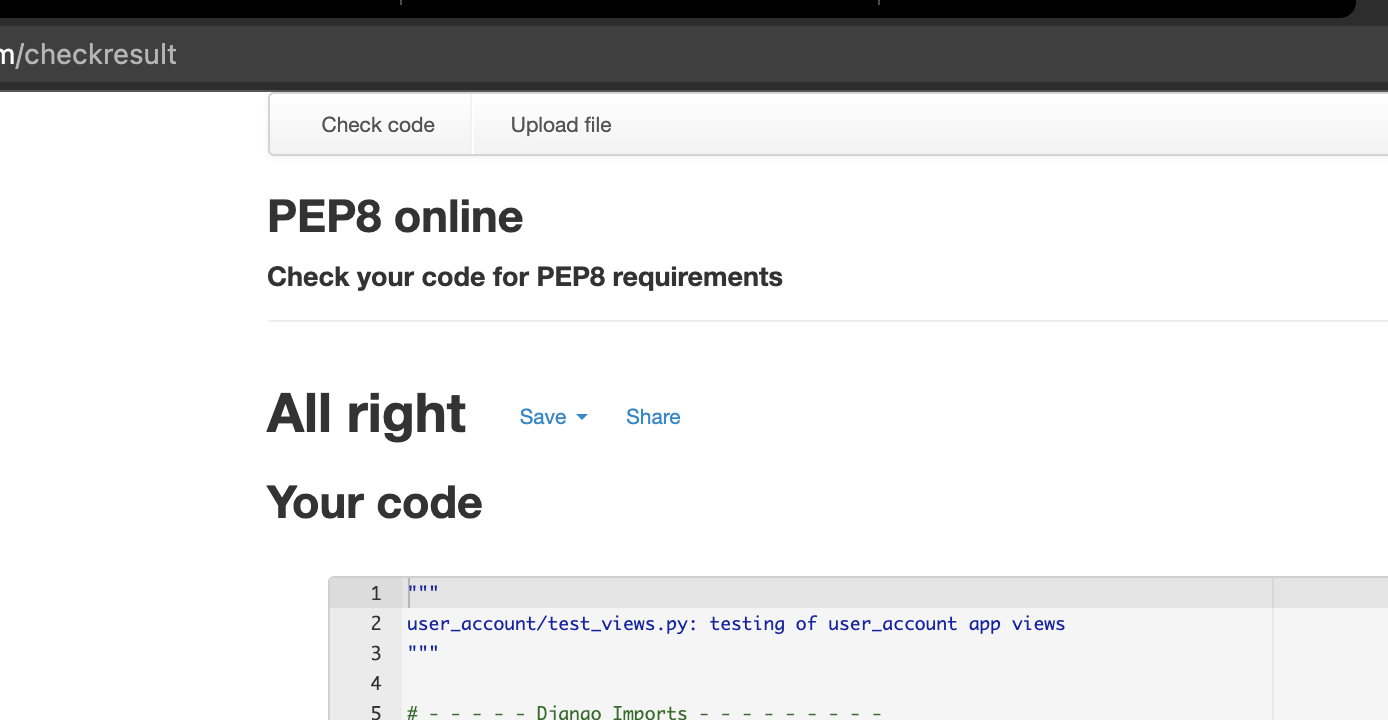 m/checkresult
Check code Upload file
PEP8 online
Check your code for PEP8 requirements
All right Save Share
Your code
1 """
2 user_account/test_views.py: testing of user_account app views
3 """
4
5 # - - - - - Django Imports - - - - - - - - -